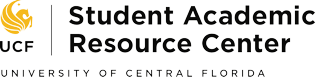 UCF
Student Academic
Resource Center
UNIVERSITY OF CENTRAL FLORIDA